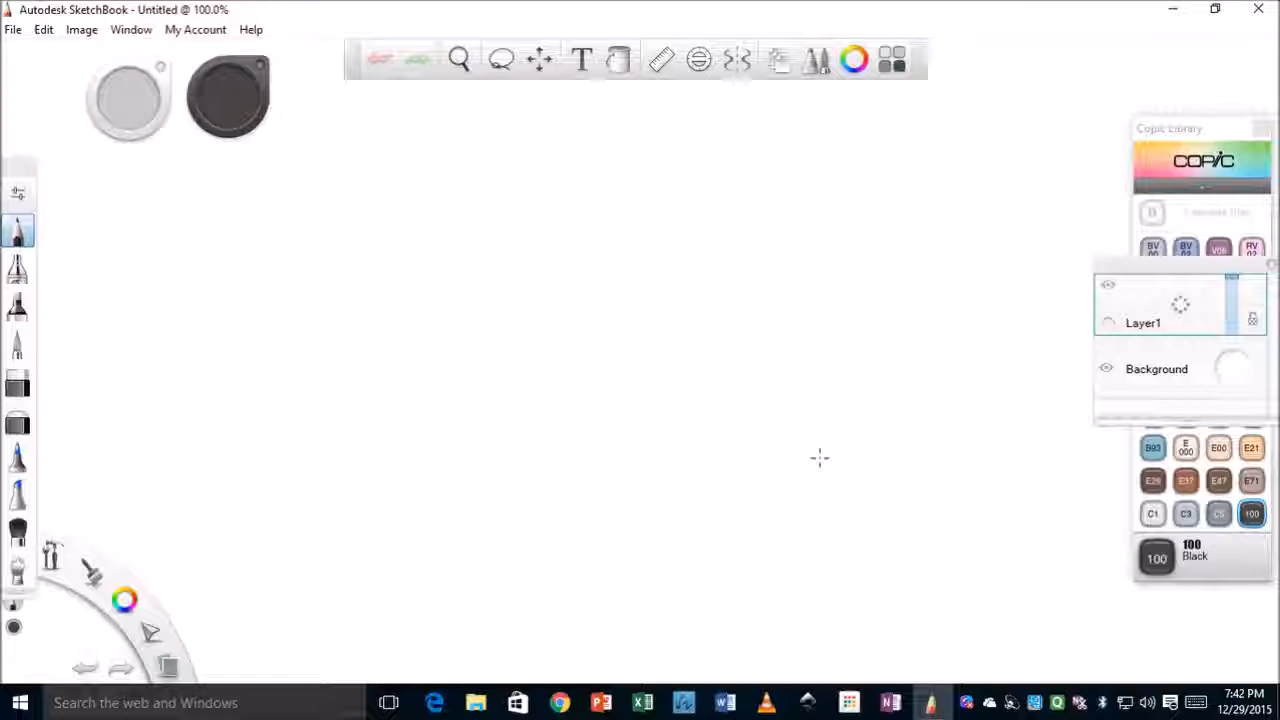 Autodesk SketchBook - Untitled @ 100.0%
File Edit Image Window My Account Help
T
Copic Library
COPIC
BV 00 BV 02 V06 RV 02
Layer1
Background
B93 E 000 E00 E21
E29 E37 E47 E71
C1 C3 C5 100
100 100
Black
Search the web and Windows
7:42 PM
12/29/2015